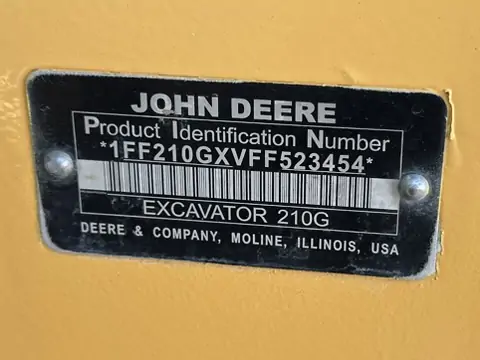 JOHN DEERE
Product Identification Number
*1FF210GXVFF523454*
EXCAVATOR 210G
DEERE & COMPANY, MOLINE, ILLINOIS, USA